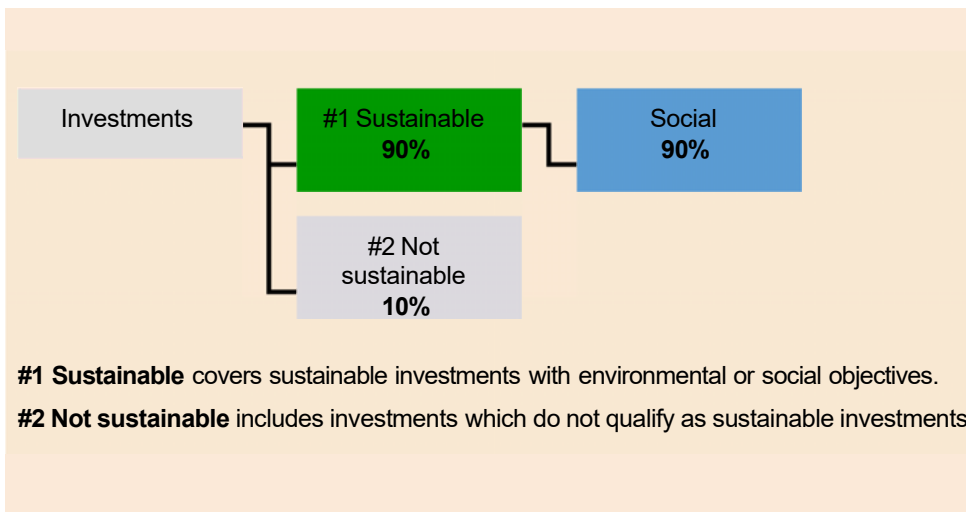 Investments
#1 Sustainable
90%
Social
90%
#2 Not
sustainable
10%
#1 Sustainable covers sustainable investments with environmental or social objectives.
#2 Not sustainable includes investments which do not qualify as sustainable investments